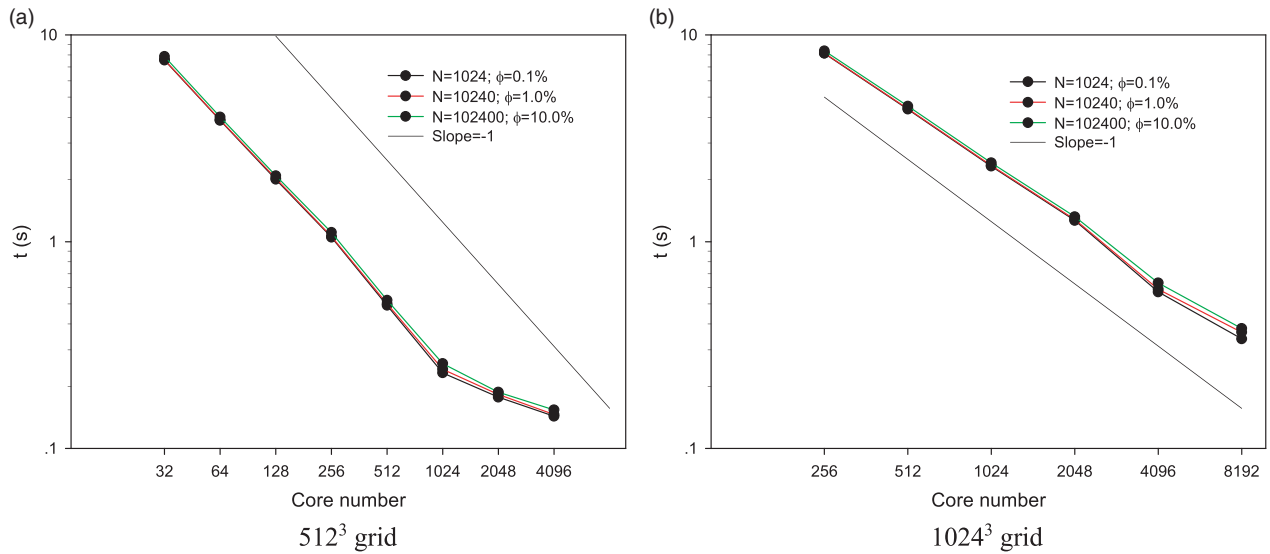 (a)
10
1
.1
t (s)
N=1024; ϕ=0.1%
N=10240; ϕ=1.0%
N=102400; ϕ=10.0%
Slope=-1
32 64 128 256 512 1024 2048 4096
Core number
512³ grid
(b)
10
1
.1
t (s)
N=1024; ϕ=0.1%
N=10240; ϕ=1.0%
N=102400; ϕ=10.0%
Slope=-1
256 512 1024 2048 4096 8192
Core number
1024³ grid